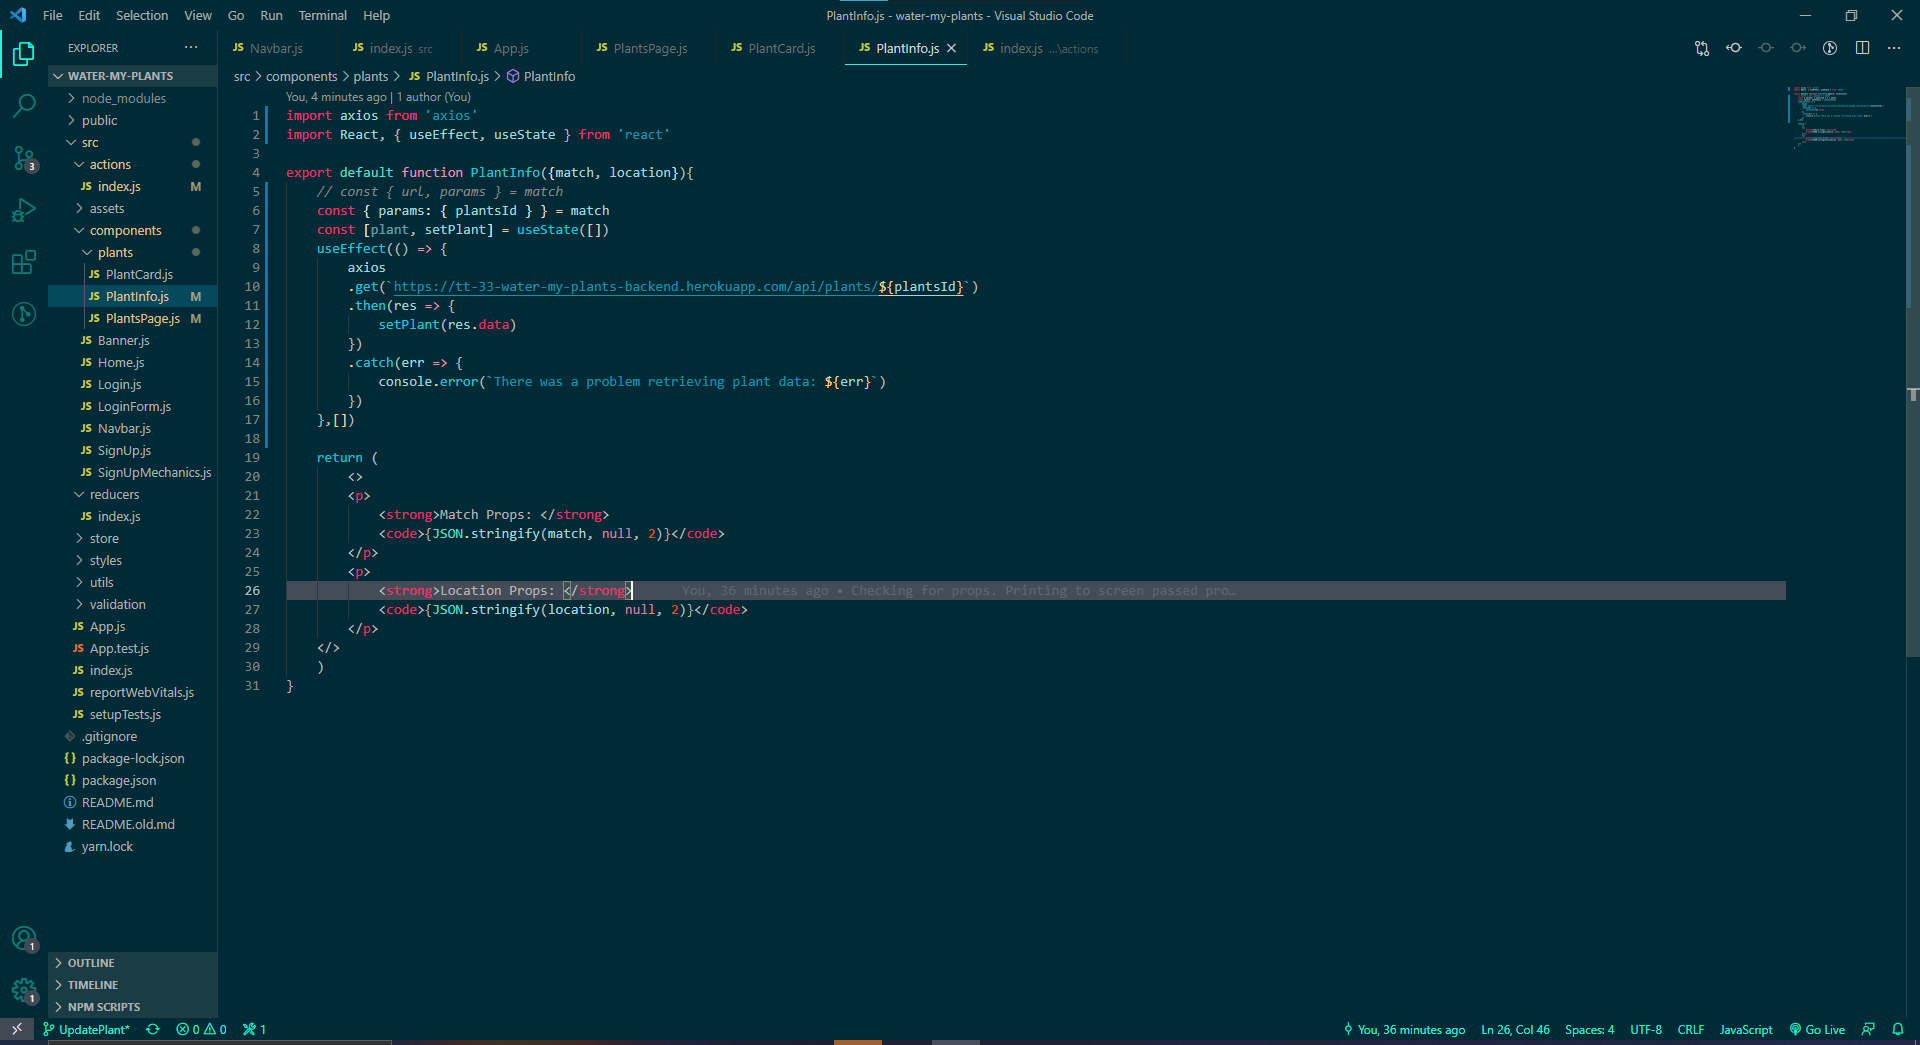 File Edit Selection View Go Run Terminal Help
PlantInfo.js - water-my-plants - Visual Studio Code
EXPLORER
JS Navbar.js JS index.js src JS App.js JS PlantsPage.js JS PlantCard.js JS PlantInfo.js JS index.js ...\actions
src > components > plants > JS PlantInfo.js > PlantInfo
WATER-MY-PLANTS
node_modules
public
src
actions
JS index.js M
assets
components
plants
JS PlantCard.js
JS PlantInfo.js M
JS PlantsPage.js M
JS Banner.js
JS Home.js
JS Login.js
JS LoginForm.js
JS Navbar.js
JS SignUp.js
JS SignUpMechanics.js
reducers
JS index.js
store
styles
utils
validation
JS App.js
JS App.test.js
JS index.js
JS reportWebVitals.js
JS setupTests.js
.gitignore
{} package-lock.json
{} package.json
README.md
README.old.md
yarn.lock
OUTLINE
TIMELINE
NPM SCRIPTS
3
1
1
You, 4 minutes ago | 1 author (You)
1 import axios from 'axios'
2 import React, { useEffect, useState } from 'react'
3
4 export default function PlantInfo({match, location}){
5 // const { url, params } = match
6 const { params: { plantsId } } = match
7 const [plant, setPlant] = useState([])
8 useEffect(() => {
9 axios
10 .get(`https://tt-33-water-my-plants-backend.herokuapp.com/api/plants/${plantsId}`)
11 .then(res => {
12 setPlant(res.data)
13 })
14 .catch(err => {
15 console.error(`There was a problem retrieving plant data: ${err}`)
16 })
17 },[])
18
19 return (
20 <>
21 <p>
22 <strong>Match Props: </strong>
23 <code>{JSON.stringify(match, null, 2)}</code>
24 </p>
25 <p>
26 <strong>Location Props: </strong> You, 36 minutes ago • Checking for props. Printing to screen passed pro…
27 <code>{JSON.stringify(location, null, 2)}</code>
28 </p>
29 </>
30 )
31 }
UpdatePlant* 0 0 1 You, 36 minutes ago Ln 26, Col 46 Spaces: 4 UTF-8 CRLF JavaScript Go Live